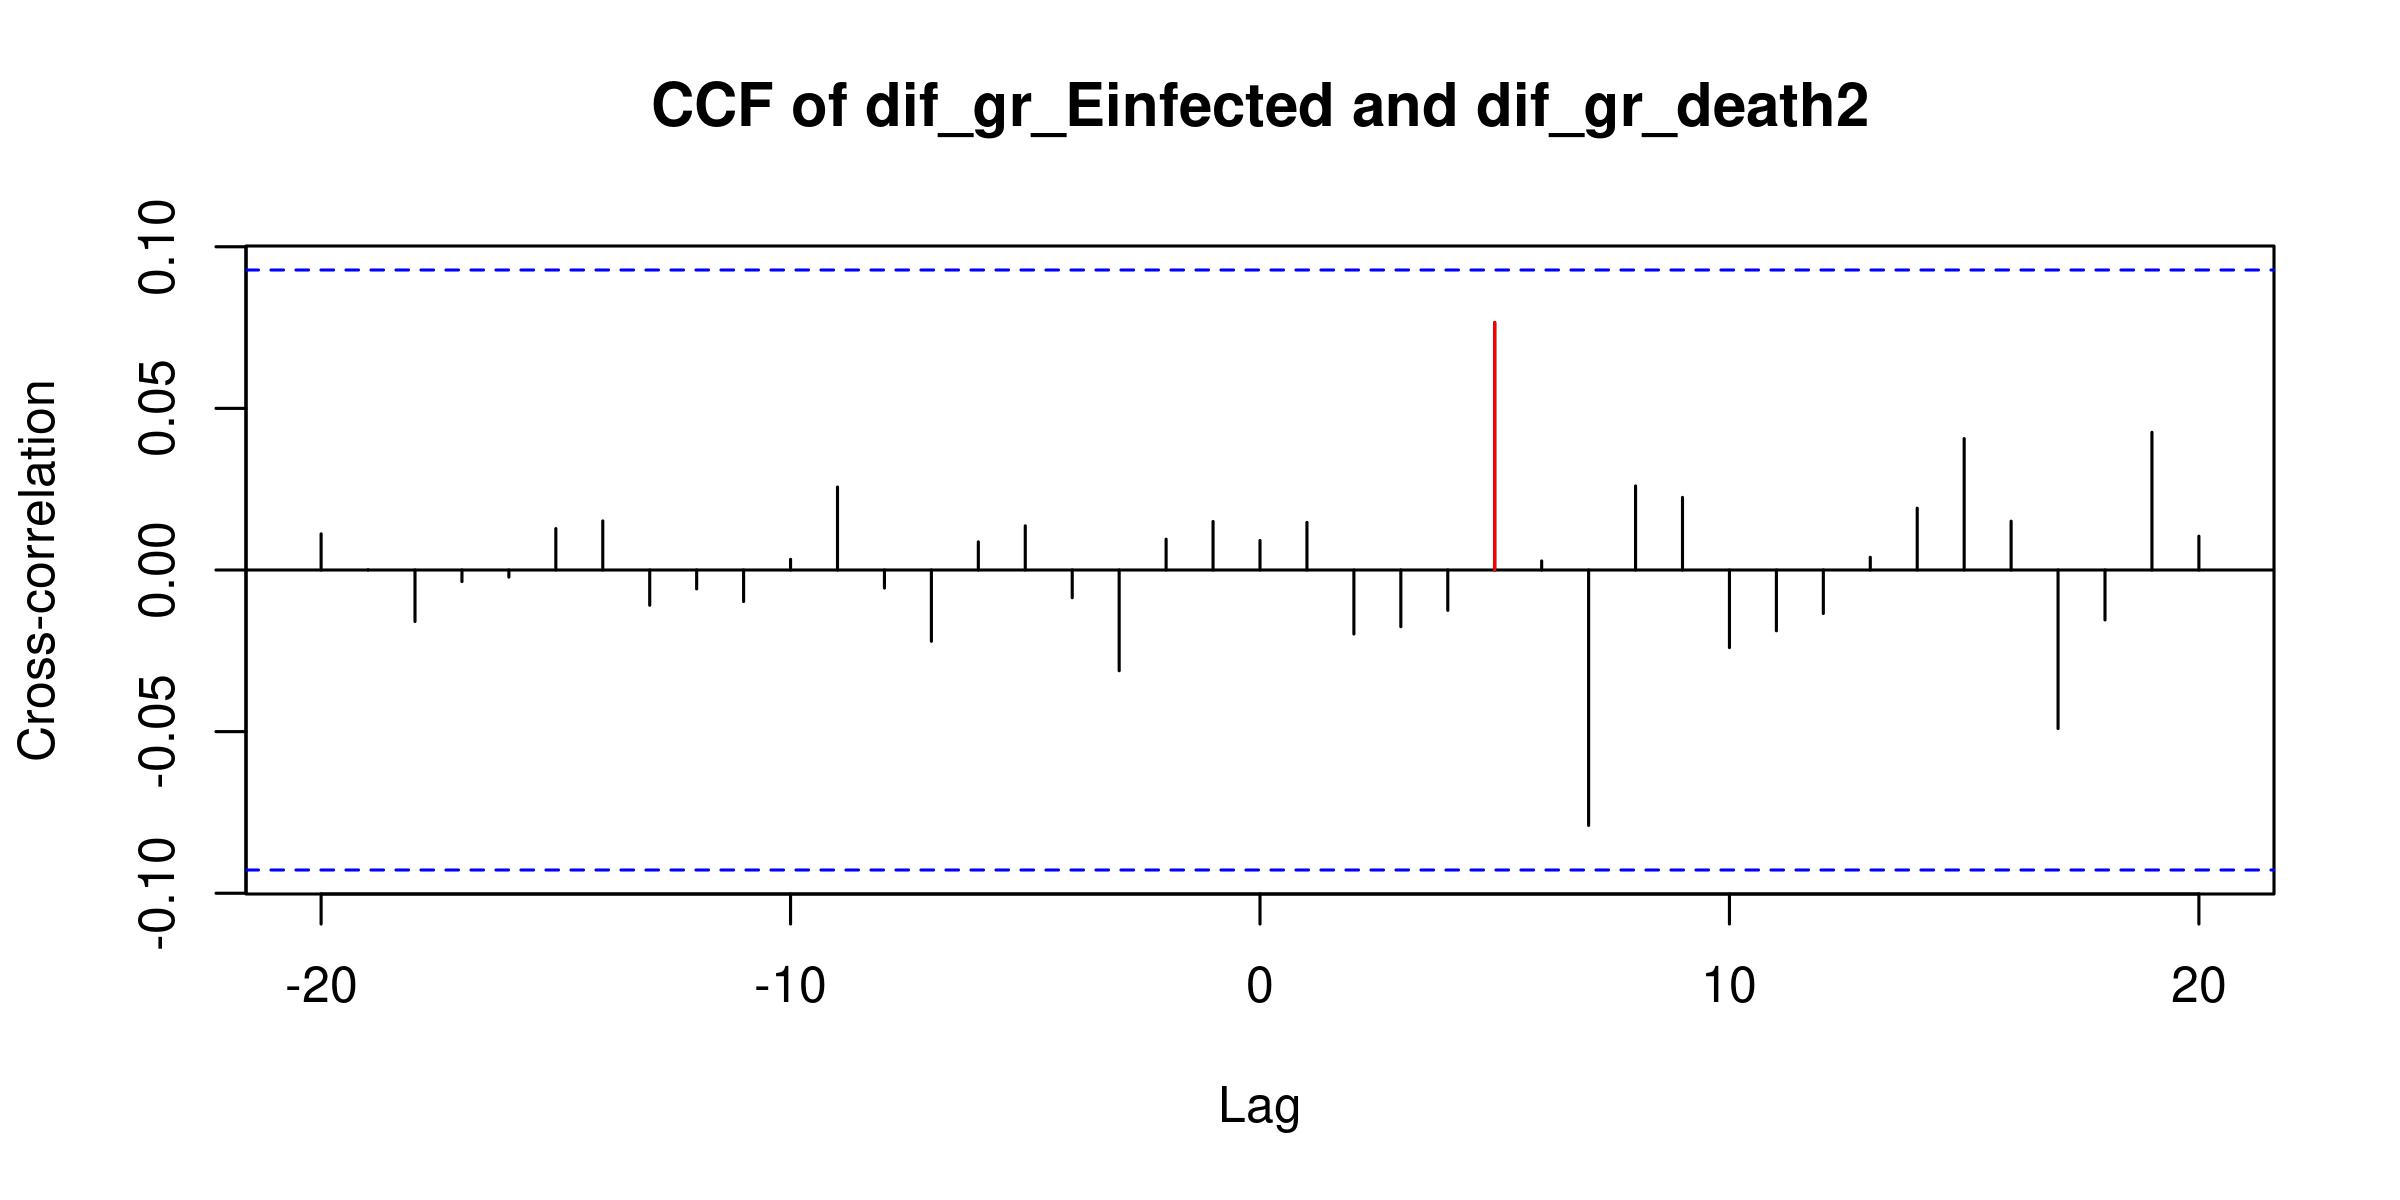 CCF of dif_gr_Einfected and dif_gr_death2
Cross-correlation
0.10
0.05
0.00
-0.05
-0.10
-20 -10 0 10 20
Lag